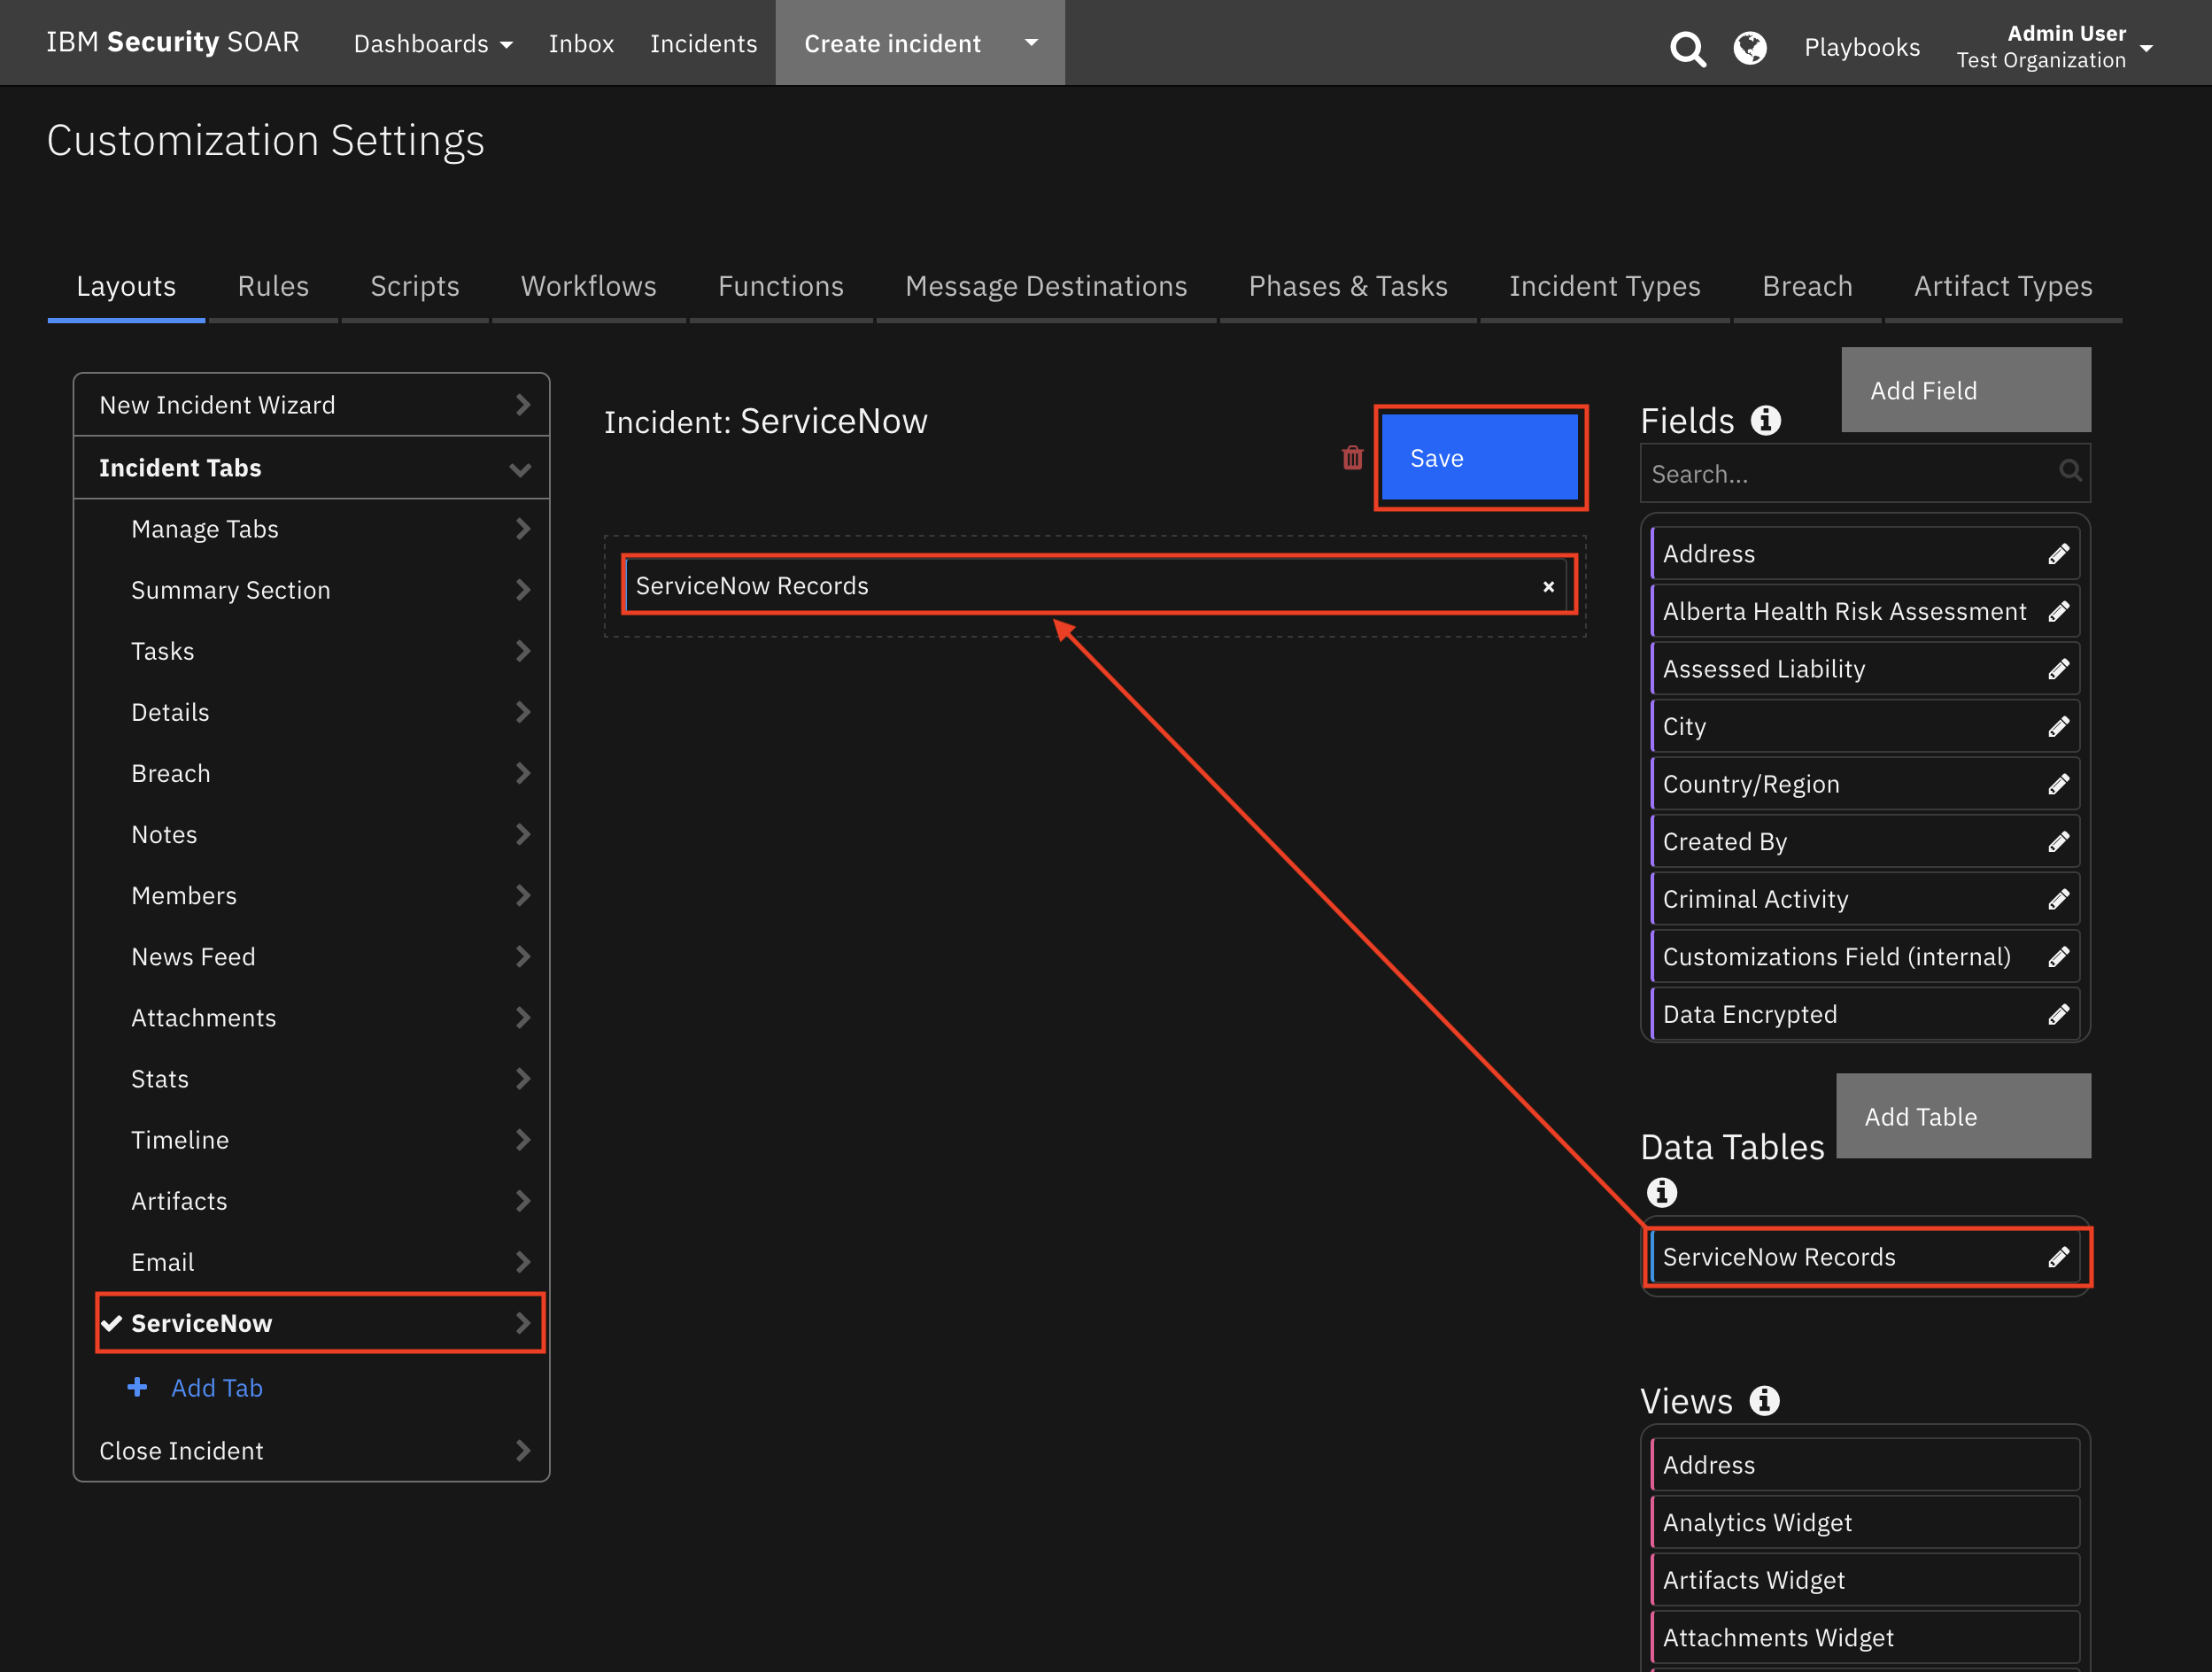 IBM Security SOAR
Dashboards
Inbox
Incidents
Create incident
Playbooks
Admin User
Test Organization
Customization Settings
Layouts
Rules
Scripts
Workflows
Functions
Message Destinations
Phases & Tasks
Incident Types
Breach
Artifact Types
New Incident Wizard
Incident Tabs
Manage Tabs
Summary Section
Tasks
Details
Breach
Notes
Members
News Feed
Attachments
Stats
Timeline
Artifacts
Email
ServiceNow
Add Tab
Close Incident
Incident: ServiceNow
Save
ServiceNow Records
Add Field
Fields
Search...
Address
Alberta Health Risk Assessment
Assessed Liability
City
Country/Region
Created By
Criminal Activity
Customizations Field (internal)
Data Encrypted
Add Table
Data Tables
ServiceNow Records
Views
Address
Analytics Widget
Artifacts Widget
Attachments Widget